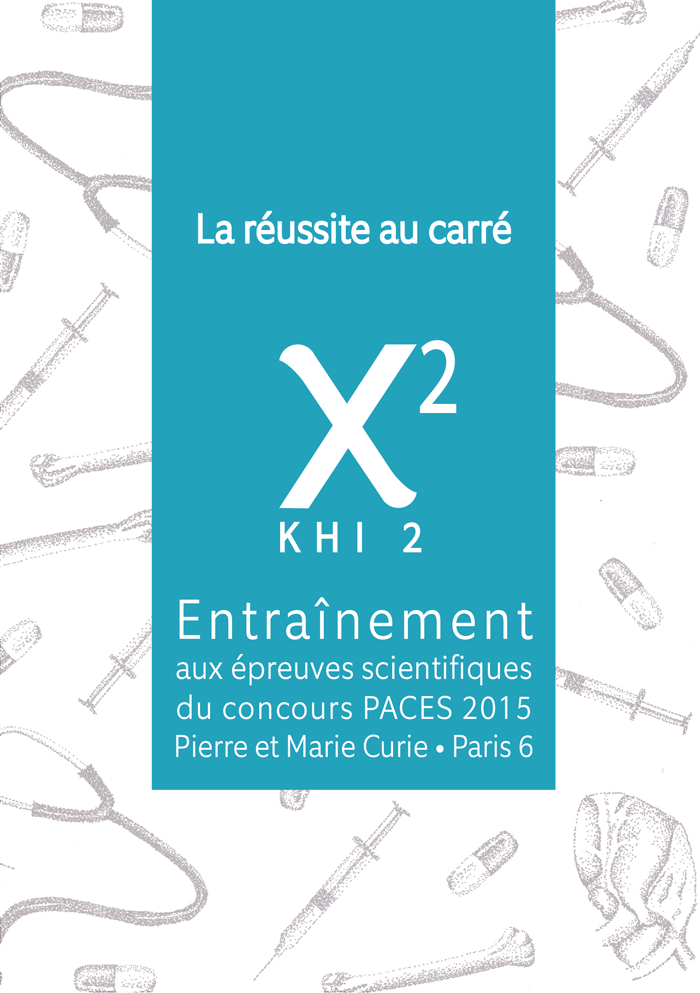 La réussite au carré
X²
KHI 2
Entraînement
aux épreuves scientifiques
du concours PACES 2015
Pierre et Marie Curie • Paris 6